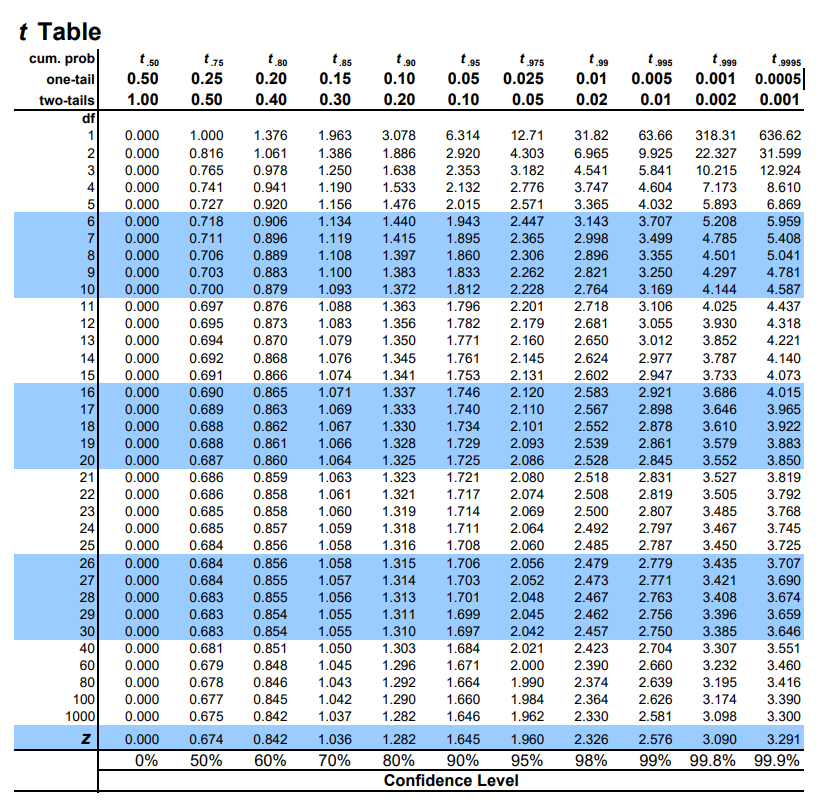 t Table
cum. prob t .50 t .75 t .80 t .85 t .90 t .95 t .975 t .99 t .995 t .999 t .9995
one-tail 0.50 0.25 0.20 0.15 0.10 0.05 0.025 0.01 0.005 0.001 0.0005
two-tails 1.00 0.50 0.40 0.30 0.20 0.10 0.05 0.02 0.01 0.002 0.001
df
1 0.000 1.000 1.376 1.963 3.078 6.314 12.71 31.82 63.66 318.31 636.62
2 0.000 0.816 1.061 1.386 1.886 2.920 4.303 6.965 9.925 22.327 31.599
3 0.000 0.765 0.978 1.250 1.638 2.353 3.182 4.541 5.841 10.215 12.924
4 0.000 0.741 0.941 1.190 1.533 2.132 2.776 3.747 4.604 7.173 8.610
5 0.000 0.727 0.920 1.156 1.476 2.015 2.571 3.365 4.032 5.893 6.869
6 0.000 0.718 0.906 1.134 1.440 1.943 2.447 3.143 3.707 5.208 5.959
7 0.000 0.711 0.896 1.119 1.415 1.895 2.365 2.998 3.499 4.785 5.408
8 0.000 0.706 0.889 1.108 1.397 1.860 2.306 2.896 3.355 4.501 5.041
9 0.000 0.703 0.883 1.100 1.383 1.833 2.262 2.821 3.250 4.297 4.781
10 0.000 0.700 0.879 1.093 1.372 1.812 2.228 2.764 3.169 4.144 4.587
11 0.000 0.697 0.876 1.088 1.363 1.796 2.201 2.718 3.106 4.025 4.437
12 0.000 0.695 0.873 1.083 1.356 1.782 2.179 2.681 3.055 3.930 4.318
13 0.000 0.694 0.870 1.079 1.350 1.771 2.160 2.650 3.012 3.852 4.221
14 0.000 0.692 0.868 1.076 1.345 1.761 2.145 2.624 2.977 3.787 4.140
15 0.000 0.691 0.866 1.074 1.341 1.753 2.131 2.602 2.947 3.733 4.073
16 0.000 0.690 0.865 1.071 1.337 1.746 2.120 2.583 2.921 3.686 4.015
17 0.000 0.689 0.863 1.069 1.333 1.740 2.110 2.567 2.898 3.646 3.965
18 0.000 0.688 0.862 1.067 1.330 1.734 2.101 2.552 2.878 3.610 3.922
19 0.000 0.688 0.861 1.066 1.328 1.729 2.093 2.539 2.861 3.579 3.883
20 0.000 0.687 0.860 1.064 1.325 1.725 2.086 2.528 2.845 3.552 3.850
21 0.000 0.686 0.859 1.063 1.323 1.721 2.080 2.518 2.831 3.527 3.819
22 0.000 0.686 0.858 1.061 1.321 1.717 2.074 2.508 2.819 3.505 3.792
23 0.000 0.685 0.858 1.060 1.319 1.714 2.069 2.500 2.807 3.485 3.768
24 0.000 0.685 0.857 1.059 1.318 1.711 2.064 2.492 2.797 3.467 3.745
25 0.000 0.684 0.856 1.058 1.316 1.708 2.060 2.485 2.787 3.450 3.725
26 0.000 0.684 0.856 1.058 1.315 1.706 2.056 2.479 2.779 3.435 3.707
27 0.000 0.684 0.855 1.057 1.314 1.703 2.052 2.473 2.771 3.421 3.690
28 0.000 0.683 0.855 1.056 1.313 1.701 2.048 2.467 2.763 3.408 3.674
29 0.000 0.683 0.854 1.055 1.311 1.699 2.045 2.462 2.756 3.396 3.659
30 0.000 0.683 0.854 1.055 1.310 1.697 2.042 2.457 2.750 3.385 3.646
40 0.000 0.681 0.851 1.050 1.303 1.684 2.021 2.423 2.704 3.307 3.551
60 0.000 0.679 0.848 1.045 1.296 1.671 2.000 2.390 2.660 3.232 3.460
80 0.000 0.678 0.846 1.043 1.292 1.664 1.990 2.374 2.639 3.195 3.416
100 0.000 0.677 0.845 1.042 1.290 1.660 1.984 2.364 2.626 3.174 3.390
1000 0.000 0.675 0.842 1.037 1.282 1.646 1.962 2.330 2.581 3.098 3.300
z 0.000 0.674 0.842 1.036 1.282 1.645 1.960 2.326 2.576 3.090 3.291
0% 50% 60% 70% 80% 90% 95% 98% 99% 99.8% 99.9%
Confidence Level